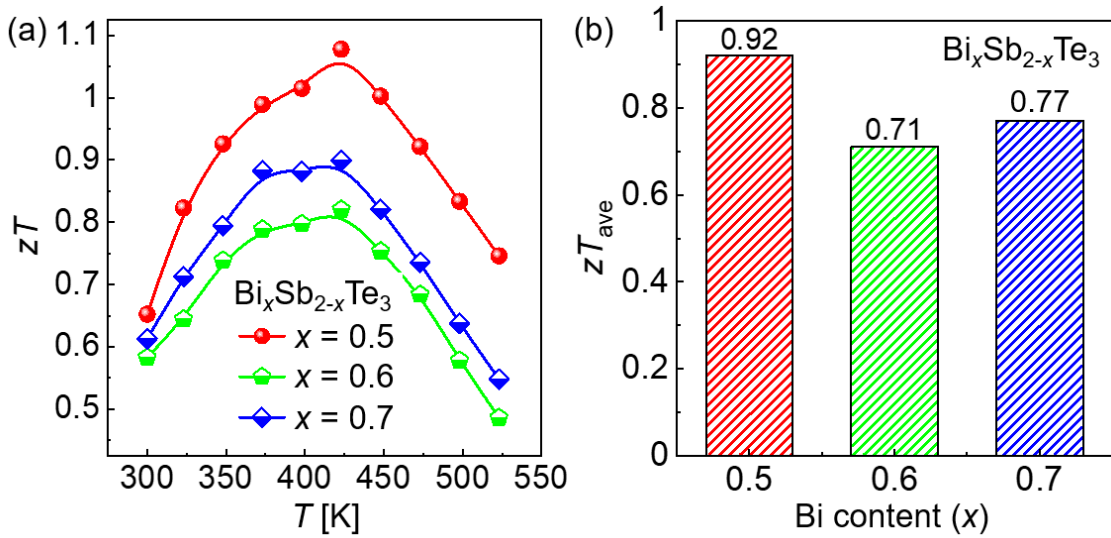 (a)
1.1
1
0.9
0.8
0.7
0.6
0.5
zT
BiₓSb₂₋ₓTe₃
x = 0.5
x = 0.6
x = 0.7
300 350 400 450 500 550
T [K]
(b)
1
0.8
0.6
0.4
0.2
0
zTₐᵥₑ
BiₓSb₂₋ₓTe₃
0.92
0.71
0.77
0.5 0.6 0.7
Bi content (x)